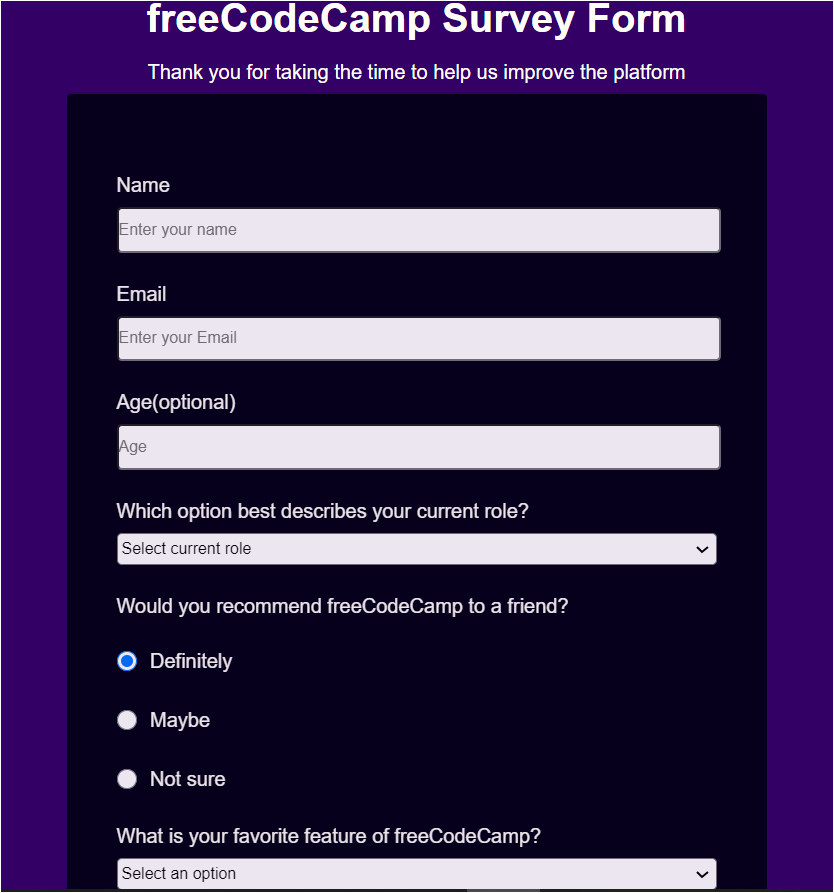 freeCodeCamp Survey Form
Thank you for taking the time to help us improve the platform
Name
Enter your name
Email
Enter your Email
Age(optional)
Age
Which option best describes your current role?
Select current role
Would you recommend freeCodeCamp to a friend?
Definitely
Maybe
Not sure
What is your favorite feature of freeCodeCamp?
Select an option